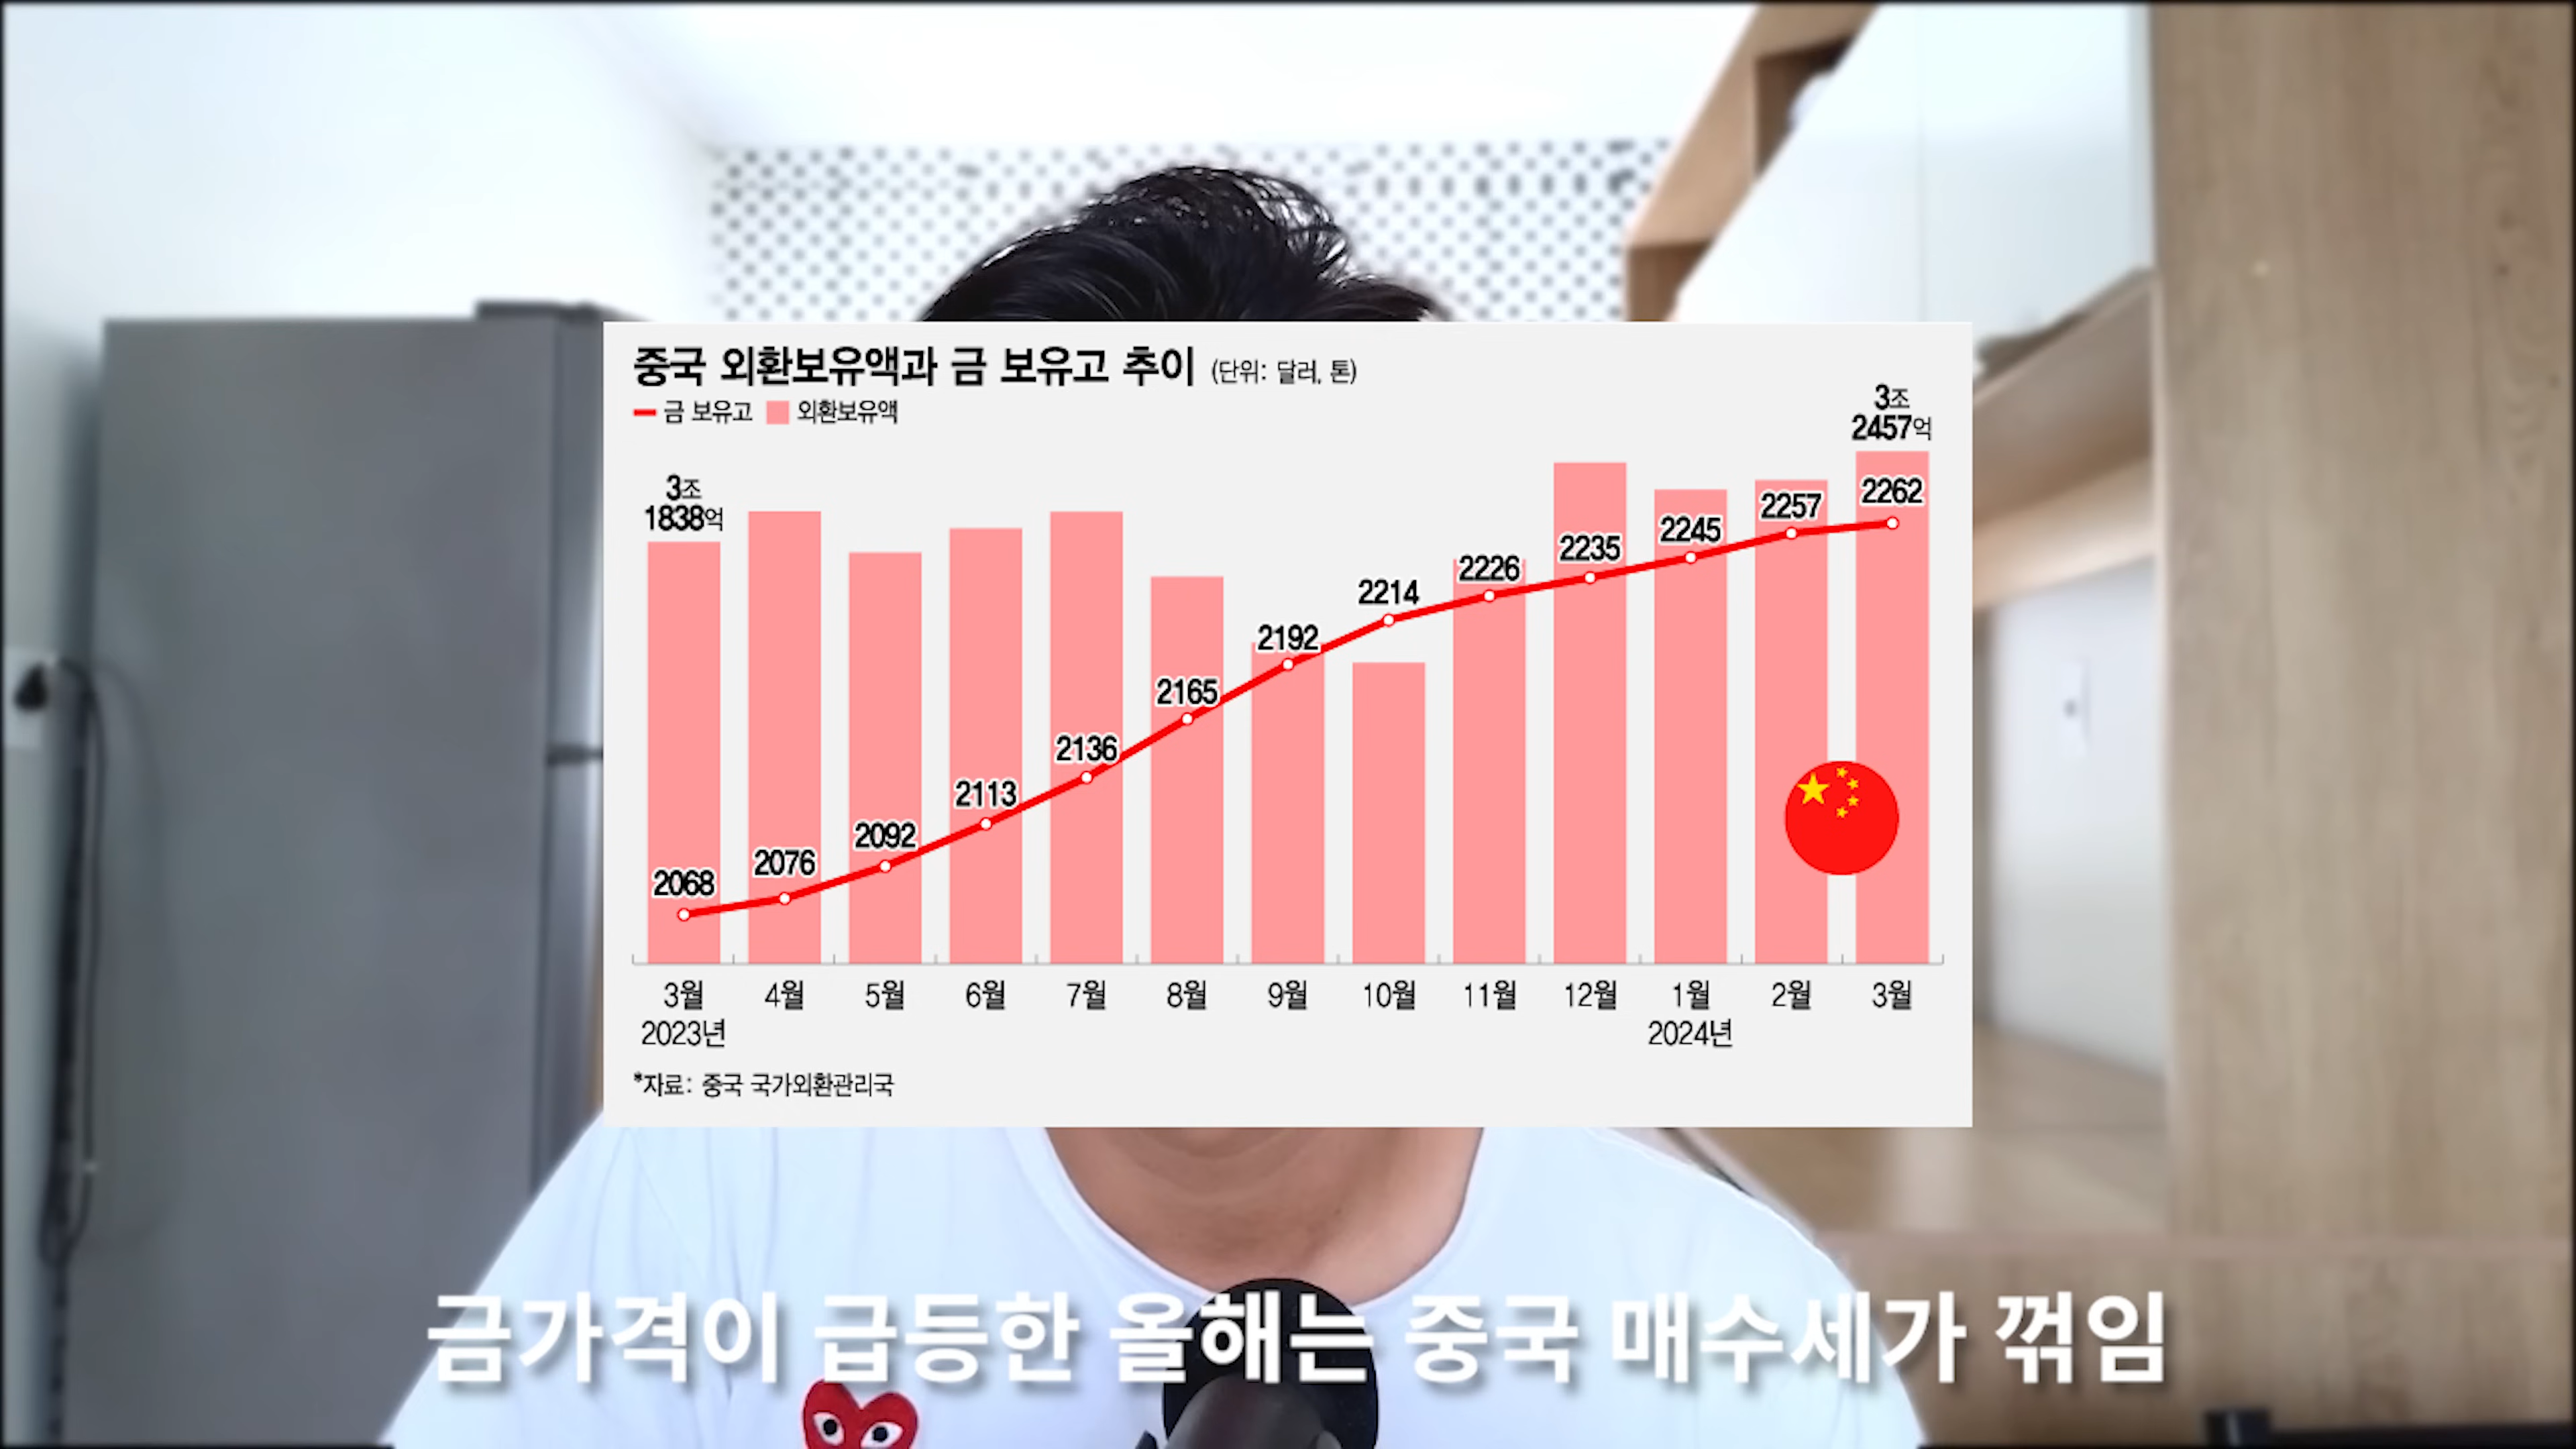 중국 외환보유액과 금 보유고 추이 (단위: 달러, 톤)
금 보유고 외환보유액
3조
1838억
3조
2457억
2068
2076
2092
2113
2136
2165
2192
2214
2226
2235
2245
2257
2262
3월 4월 5월 6월 7월 8월 9월 10월 11월 12월 1월 2월 3월
2023년 2024년
*자료: 중국 국가외환관리국
금가격이 급등한 올해는 중국 매수세가 꺾임